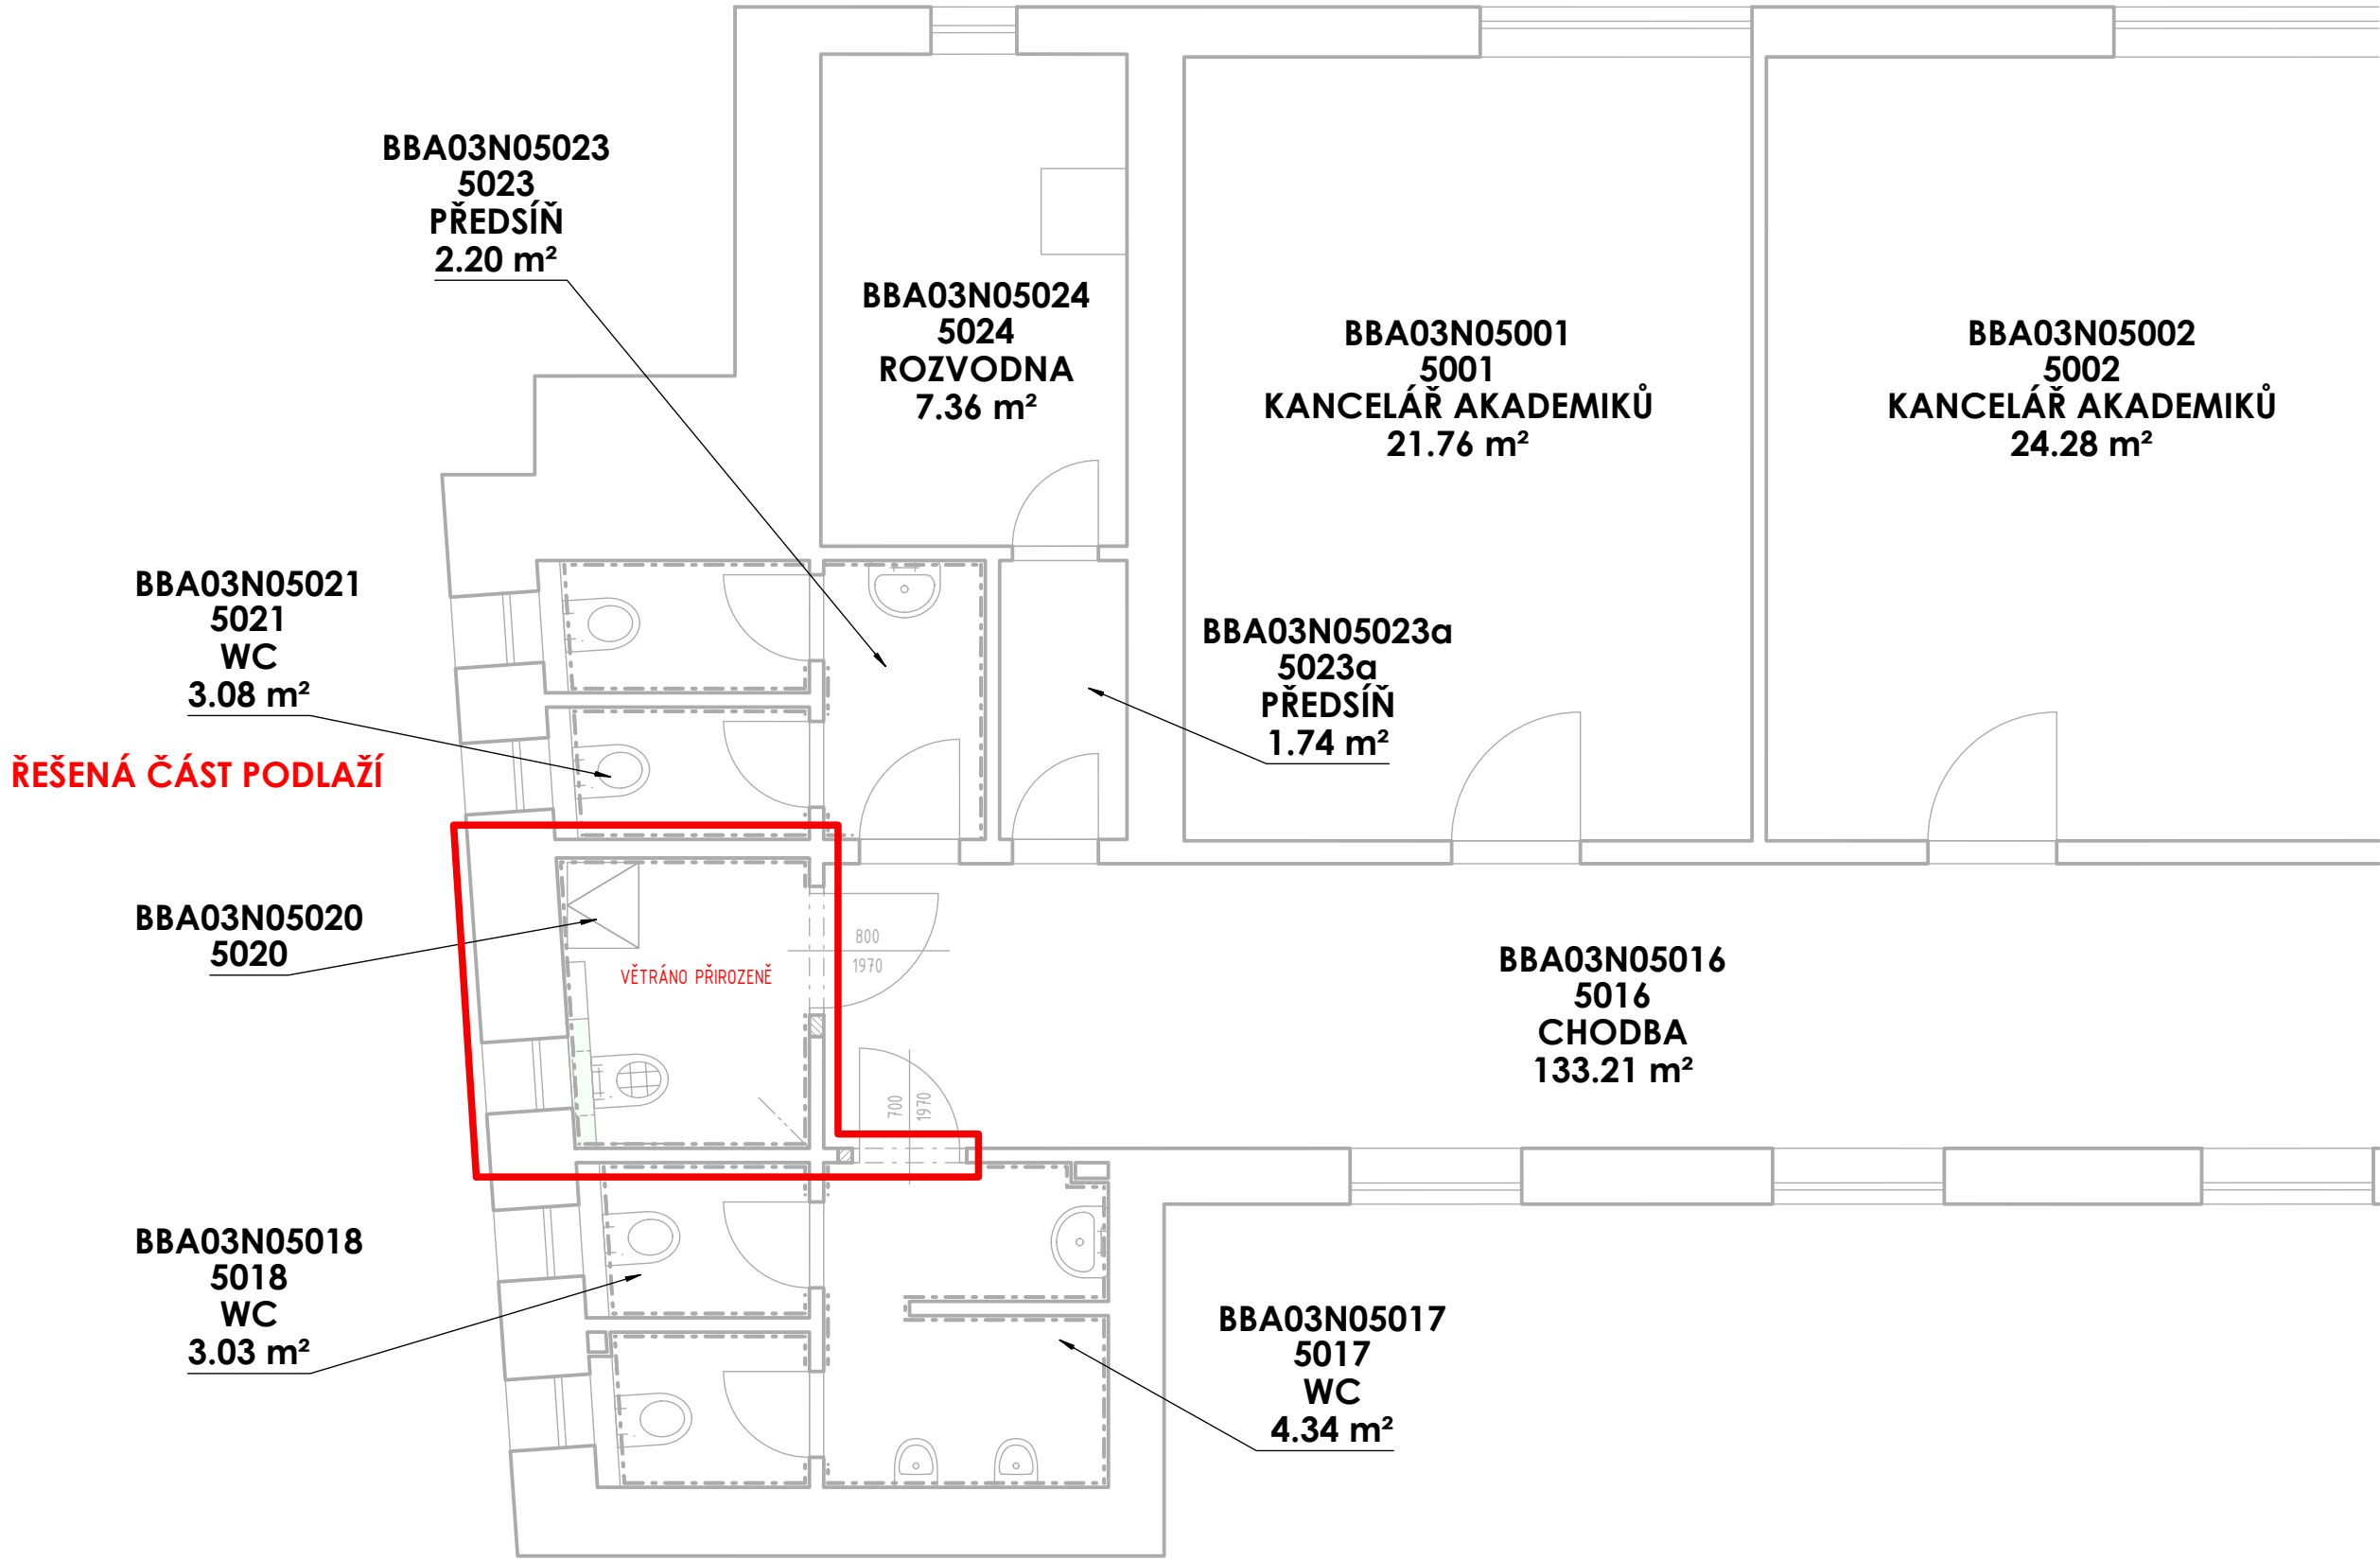 BBA03N05023
5023
PŘEDSÍŇ
2.20 m²
BBA03N05024
5024
ROZVODNA
7.36 m²
BBA03N05001
5001
KANCELÁŘ AKADEMIKŮ
21.76 m²
BBA03N05002
5002
KANCELÁŘ AKADEMIKŮ
24.28 m²
BBA03N05021
5021
WC
3.08 m²
BBA03N05023a
5023a
PŘEDSÍŇ
1.74 m²
ŘEŠENÁ ČÁST PODLAŽÍ
BBA03N05020
5020
VĚTRÁNO PŘIROZENĚ
800
1970
BBA03N05016
5016
CHODBA
133.21 m²
700
1970
BBA03N05018
5018
WC
3.03 m²
BBA03N05017
5017
WC
4.34 m²